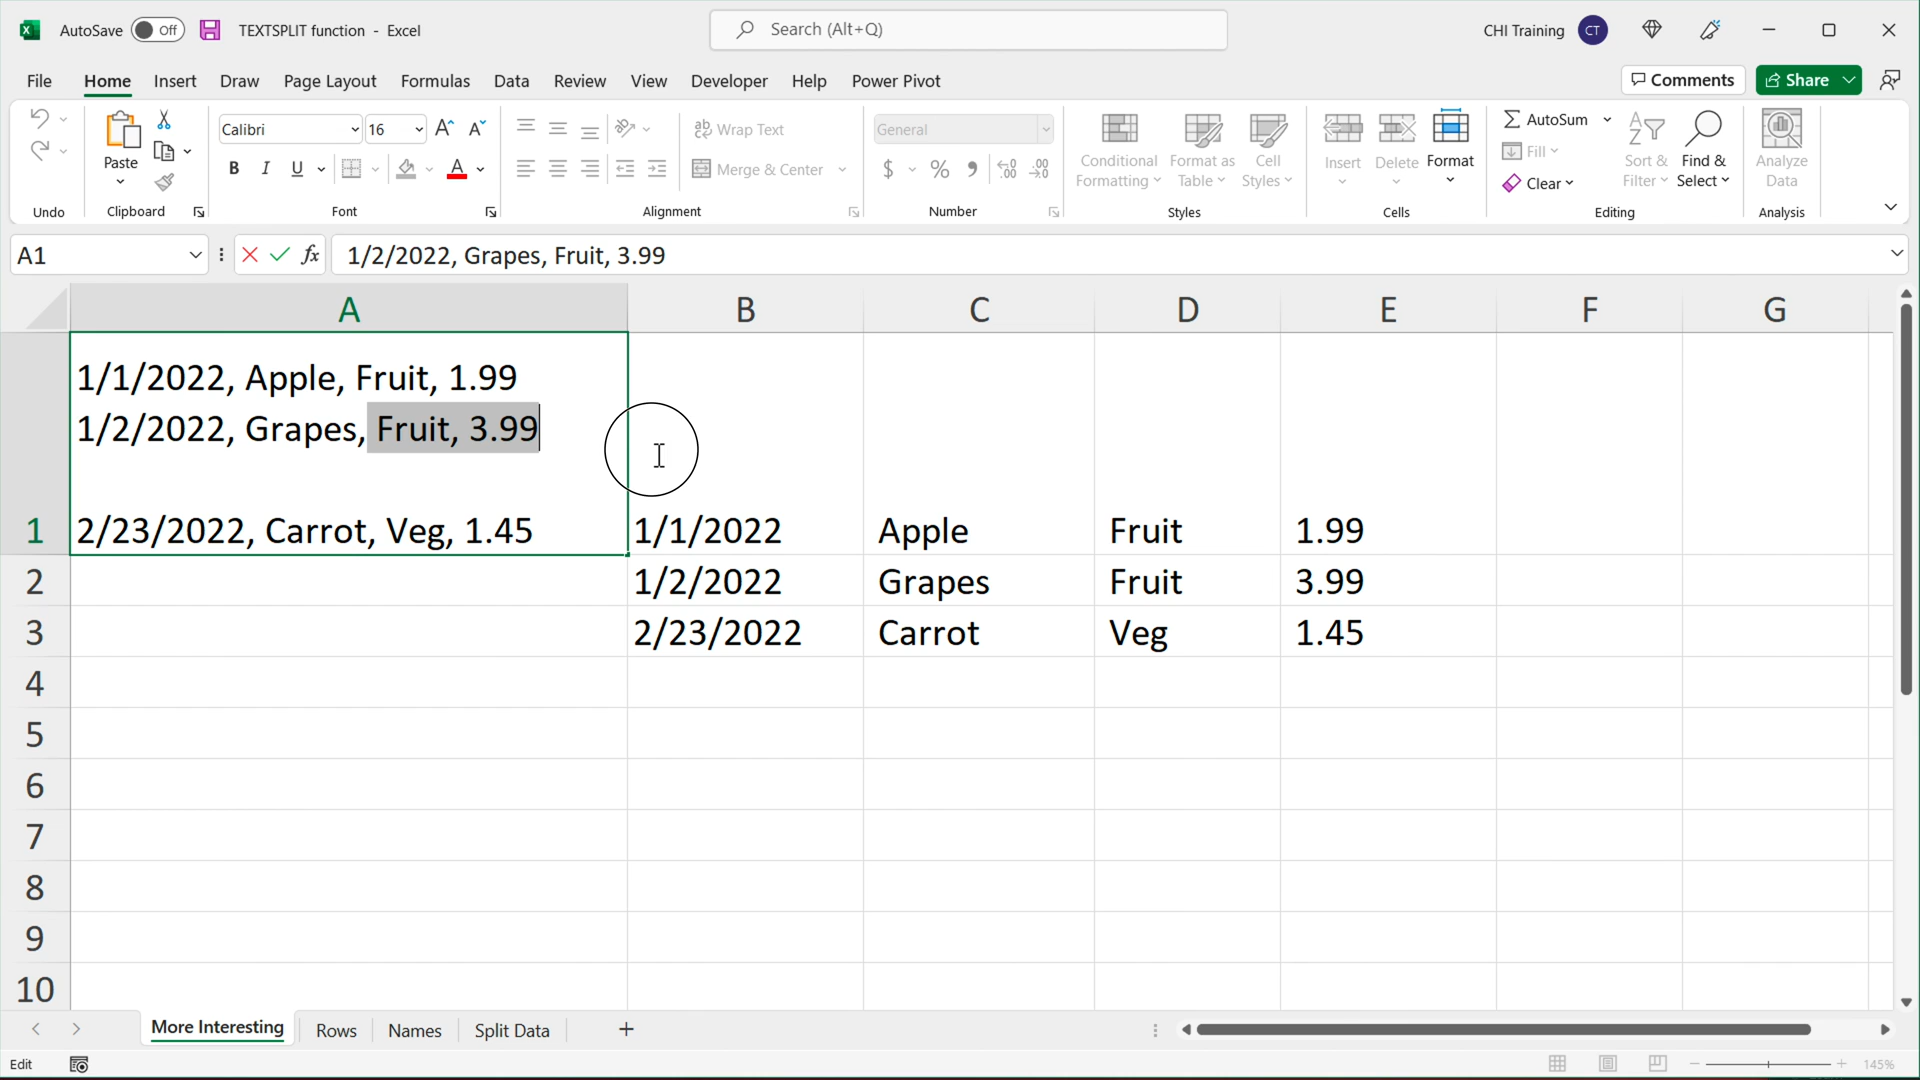 AutoSave Off TEXTSPLIT function - Excel Search (Alt+Q) CHI Training CT
File Home Insert Draw Page Layout Formulas Data Review View Developer Help Power Pivot Comments Share
Paste Calibri 16 Wrap Text General Conditional Formatting Format as Table Cell Styles Insert Delete Format AutoSum Sort & Filter Find & Select Analyze Data
B I U A Merge & Center $ % Fill Clear
Undo Clipboard Font Alignment Number Styles Cells Editing Analysis
A1 fx 1/2/2022, Grapes, Fruit, 3.99
A B C D E F G
1/1/2022, Apple, Fruit, 1.99
1/2/2022, Grapes, Fruit, 3.99
1 2/23/2022, Carrot, Veg, 1.45 1/1/2022 Apple Fruit 1.99
2 1/2/2022 Grapes Fruit 3.99
3 2/23/2022 Carrot Veg 1.45
4
5
6
7
8
9
10
More Interesting Rows Names Split Data
Edit 145%